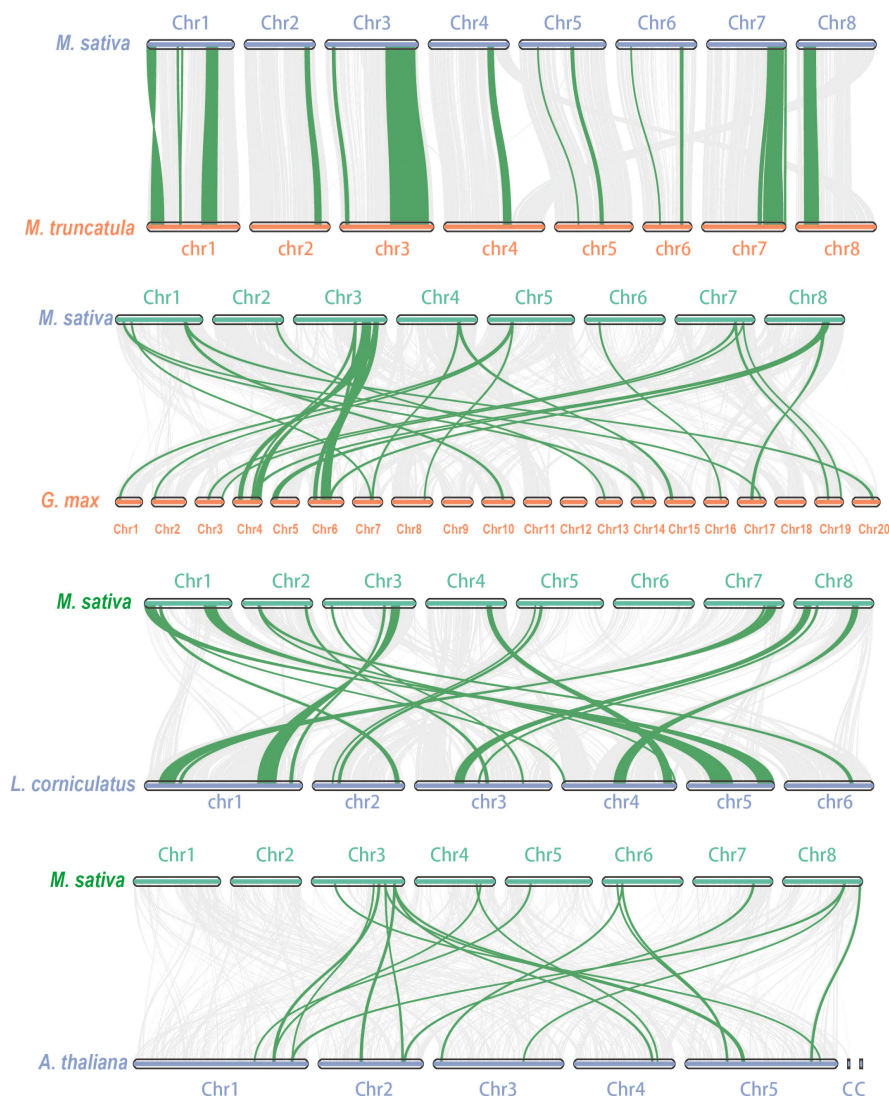 Chr1 Chr2 Chr3 Chr4 Chr5 Chr6 Chr7 Chr8
M. sativa
M. truncatula
chr1 chr2 chr3 chr4 chr5 chr6 chr7 chr8
Chr1 Chr2 Chr3 Chr4 Chr5 Chr6 Chr7 Chr8
M. sativa
G. max
Chr1 Chr2 Chr3 Chr4 Chr5 Chr6 Chr7 Chr8 Chr9 Chr10 Chr11 Chr12 Chr13 Chr14 Chr15 Chr16 Chr17 Chr18 Chr19 Chr20
Chr1 Chr2 Chr3 Chr4 Chr5 Chr6 Chr7 Chr8
M. sativa
L. corniculatus
chr1 chr2 chr3 chr4 chr5 chr6
Chr1 Chr2 Chr3 Chr4 Chr5 Chr6 Chr7 Chr8
M. sativa
A. thaliana
Chr1 Chr2 Chr3 Chr4 Chr5 C C